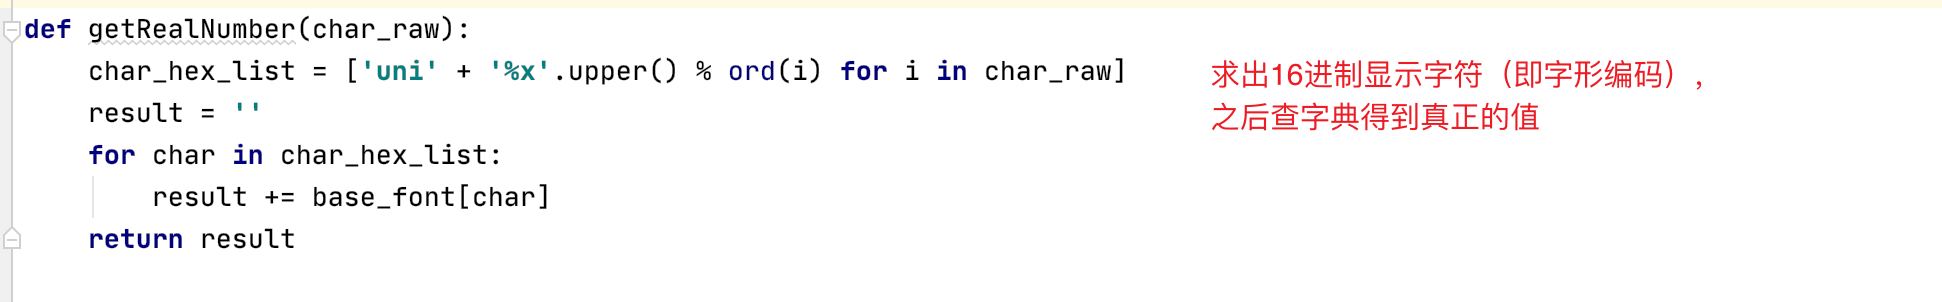 def getRealNumber(char_raw):
    char_hex_list = ['uni' + '%x'.upper() % ord(i) for i in char_raw]
    result = ''
    for char in char_hex_list:
        result += base_font[char]
    return result
求出16进制显示字符（即字形编码），
之后查字典得到真正的值